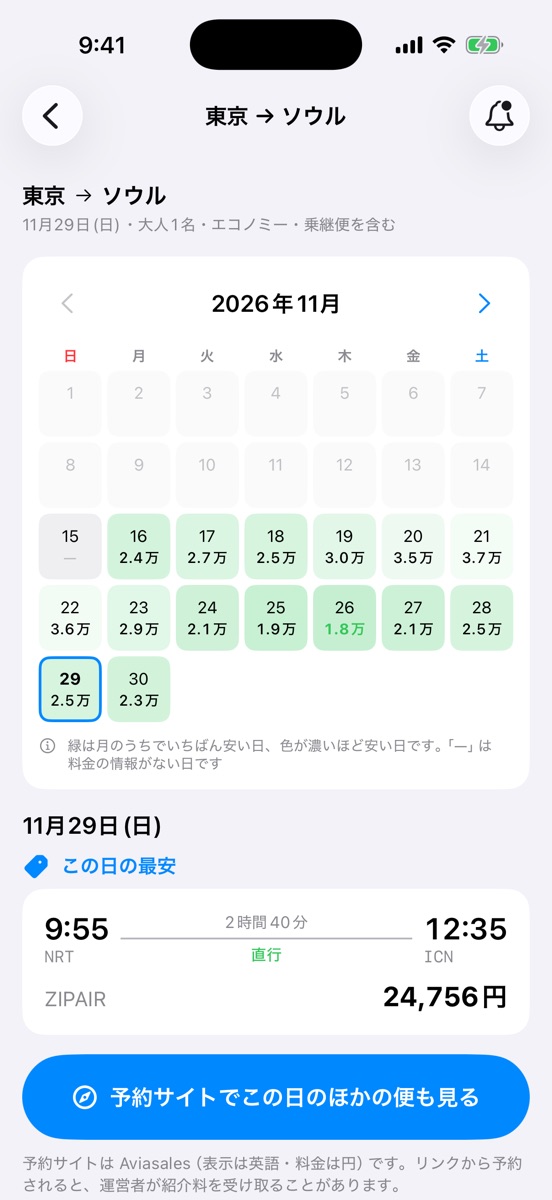 9:41
東京 → ソウル
東京 → ソウル
11月29日(日)・大人1名・エコノミー・乗継便を含む
2026年11月
日 月 火 水 木 金 土
1 2 3 4 5 6 7
8 9 10 11 12 13 14
15 16 17 18 19 20 21
— 2.4万 2.7万 2.5万 3.0万 3.5万 3.7万
22 23 24 25 26 27 28
3.6万 2.9万 2.1万 1.9万 1.8万 2.1万 2.5万
29 30
2.5万 2.3万
緑は月のうちでいちばん安い日、色が濃いほど安い日です。「—」は
料金の情報がない日です
11月29日(日)
この日の最安
9:55 2時間40分 12:35
NRT 直行 ICN
ZIPAIR 24,756円
予約サイトでこの日のほかの便も見る
予約サイトは Aviasales（表示は英語・料金は円）です。リンクから予約
されると、運営者が紹介料を受け取ることがあります。